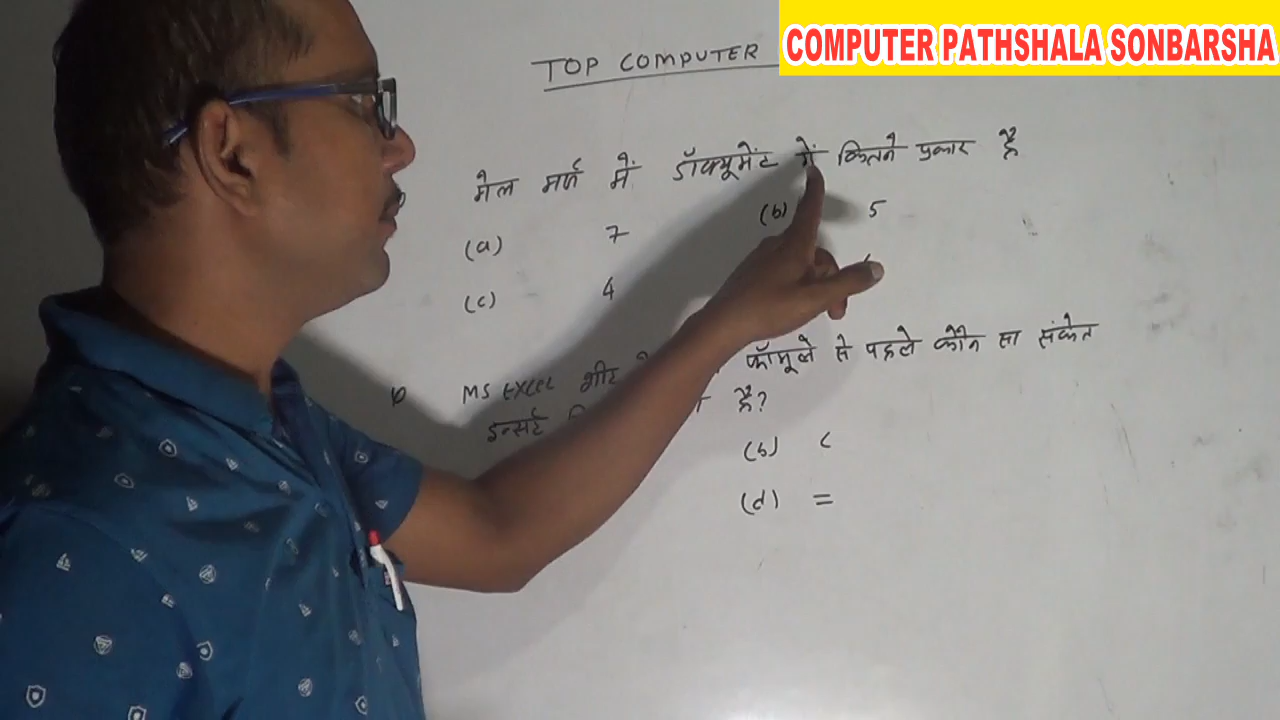 COMPUTER PATHSHALA SONBARSHA
TOP COMPUTER
मेल मर्ज में डॉक्यूमेंट में कितने प्रकार है
(a) 7 (b) 5
(c) 4
MS EXCEL शीट फॉमूले से पहले कौन सा संकेत
इन्सर्ट है?
(b) (
(d) =